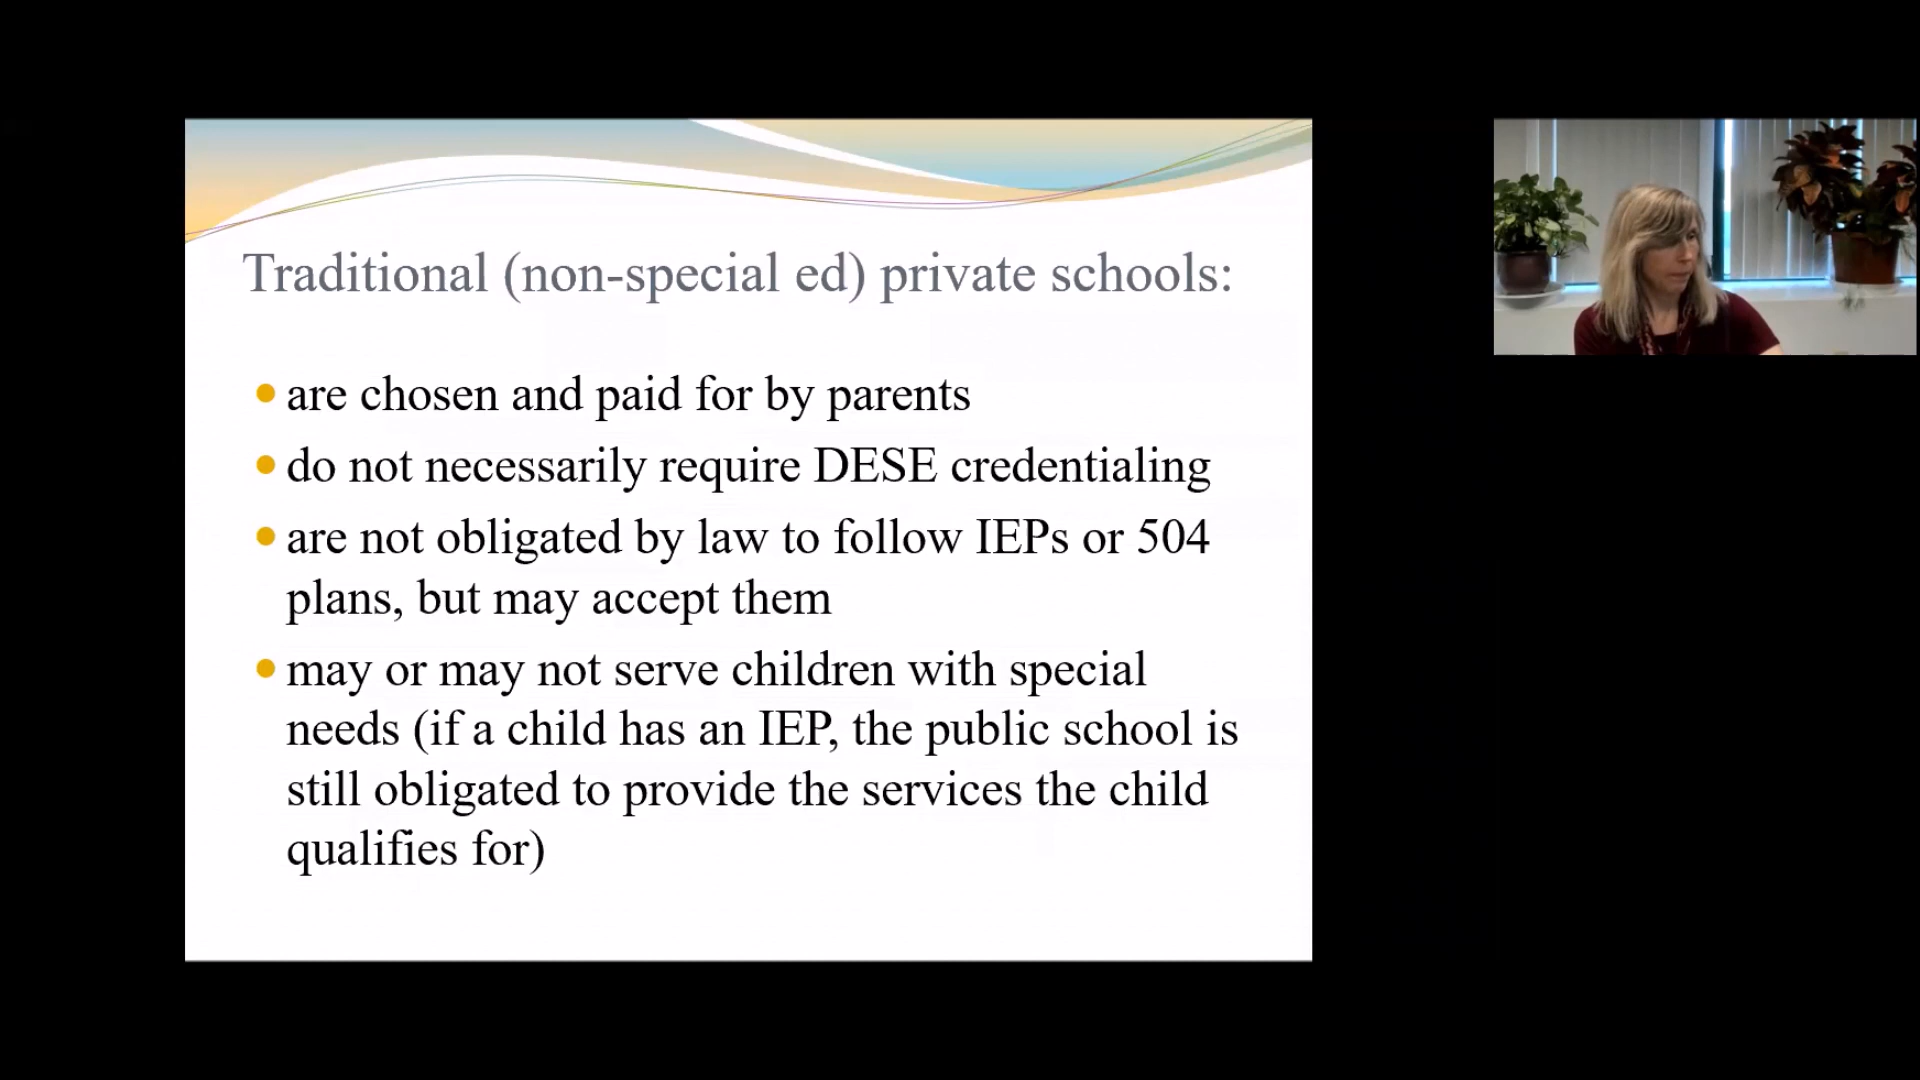 Traditional (non-special ed) private schools:
are chosen and paid for by parents
do not necessarily require DESE credentialing
are not obligated by law to follow IEPs or 504
plans, but may accept them
may or may not serve children with special
needs (if a child has an IEP, the public school is
still obligated to provide the services the child
qualifies for)